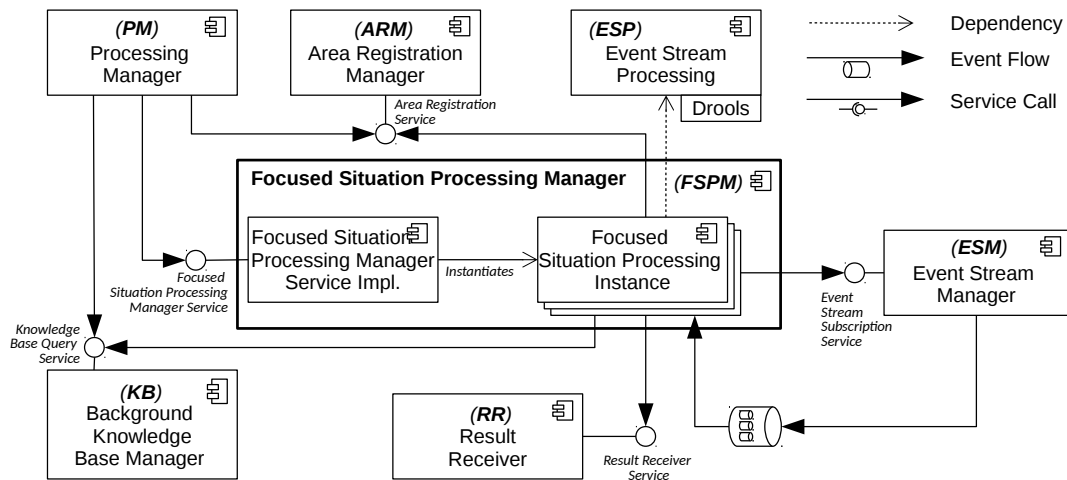 (PM)
Processing
Manager
(ARM)
Area Registration
Manager
(ESP)
Event Stream
Processing
Drools
Dependency
Event Flow
Service Call
Area Registration
Service
Focused Situation Processing Manager
(FSPM)
Focused Situation
Processing Manager
Service Impl.
Instantiates
Focused
Situation Processing
Instance
(ESM)
Event Stream
Manager
Focused
Situation Processing
Manager Service
Event
Stream
Subscription
Service
Knowledge
Base Query
Service
(KB)
Background
Knowledge
Base Manager
(RR)
Result
Receiver
Result Receiver
Service